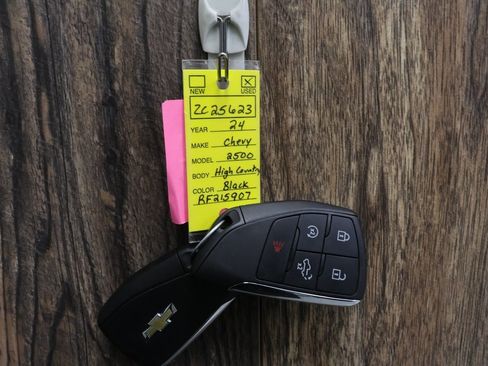 NEW USED
ZC25623
YEAR 24
MAKE Chevy
MODEL 2500
BODY High Country
COLOR Black
RF215907